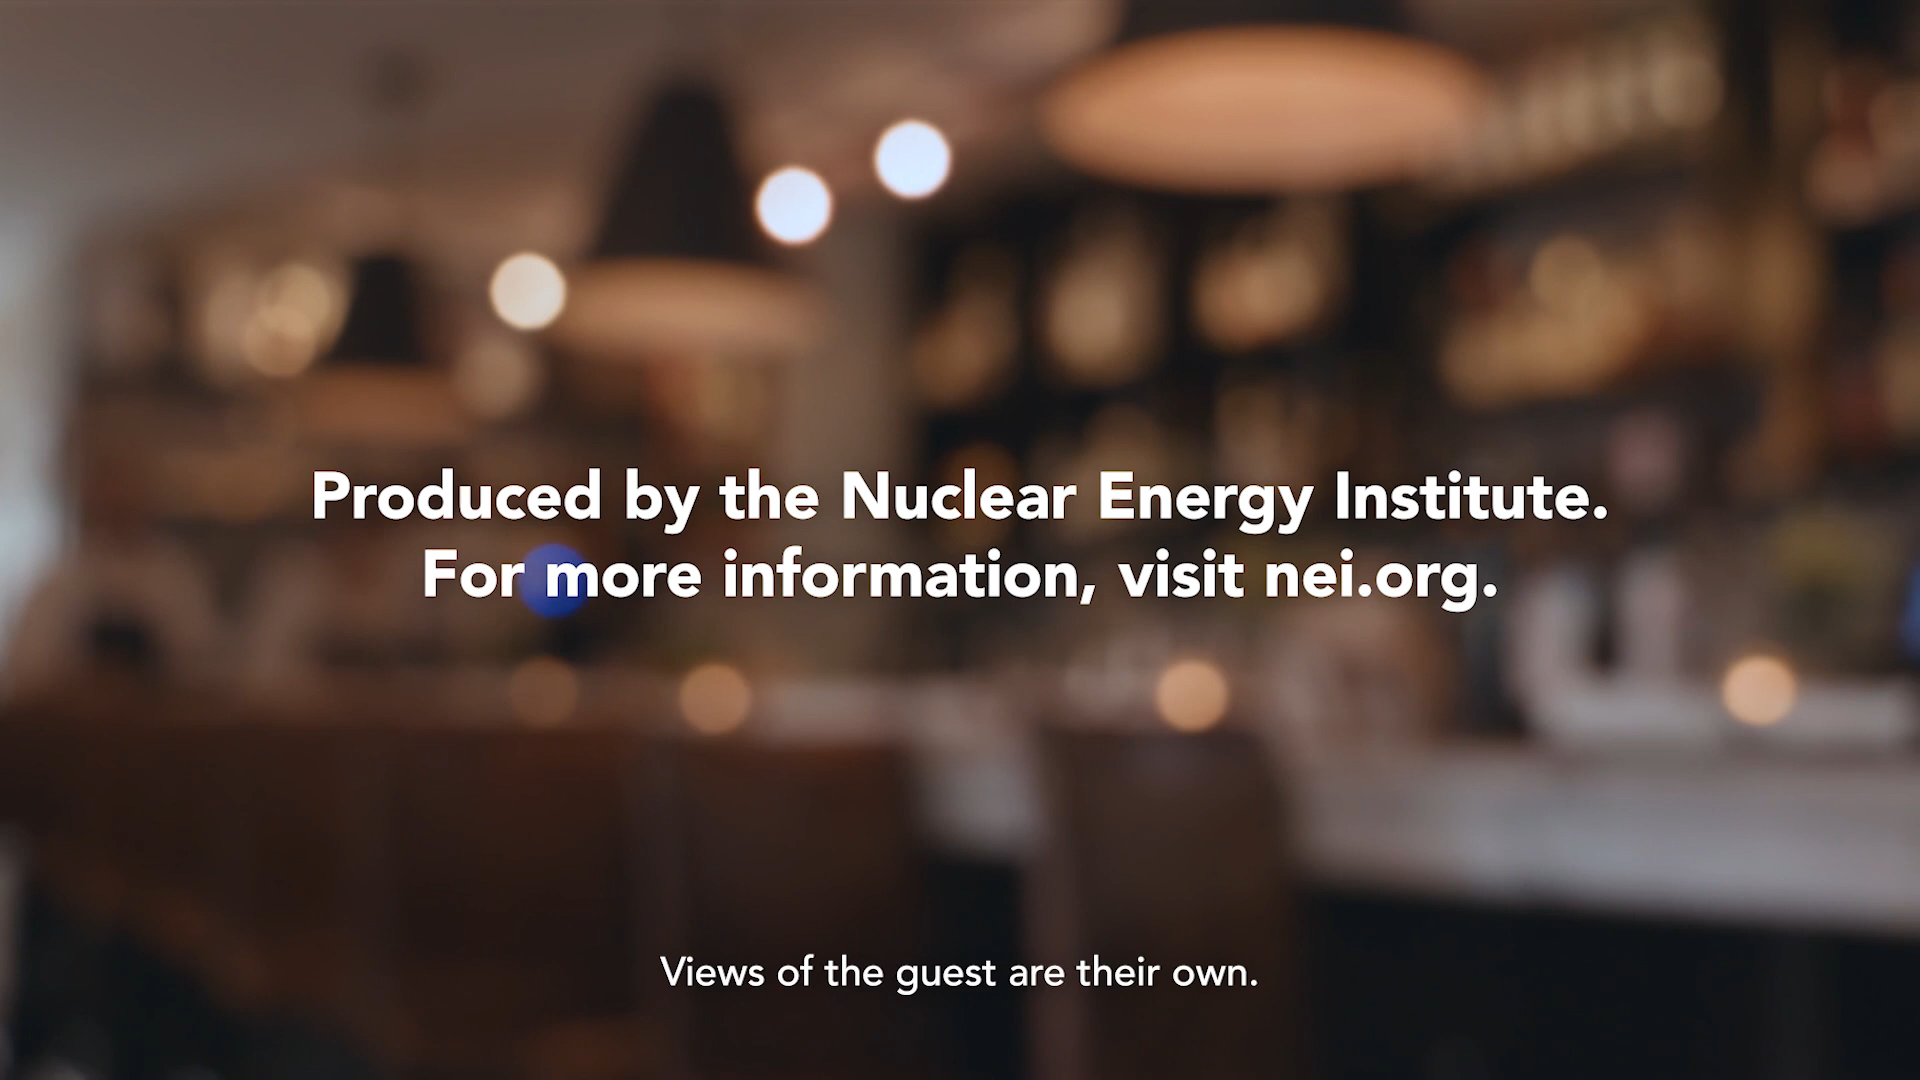 Produced by the Nuclear Energy Institute.
For more information, visit nei.org.
Views of the guest are their own.